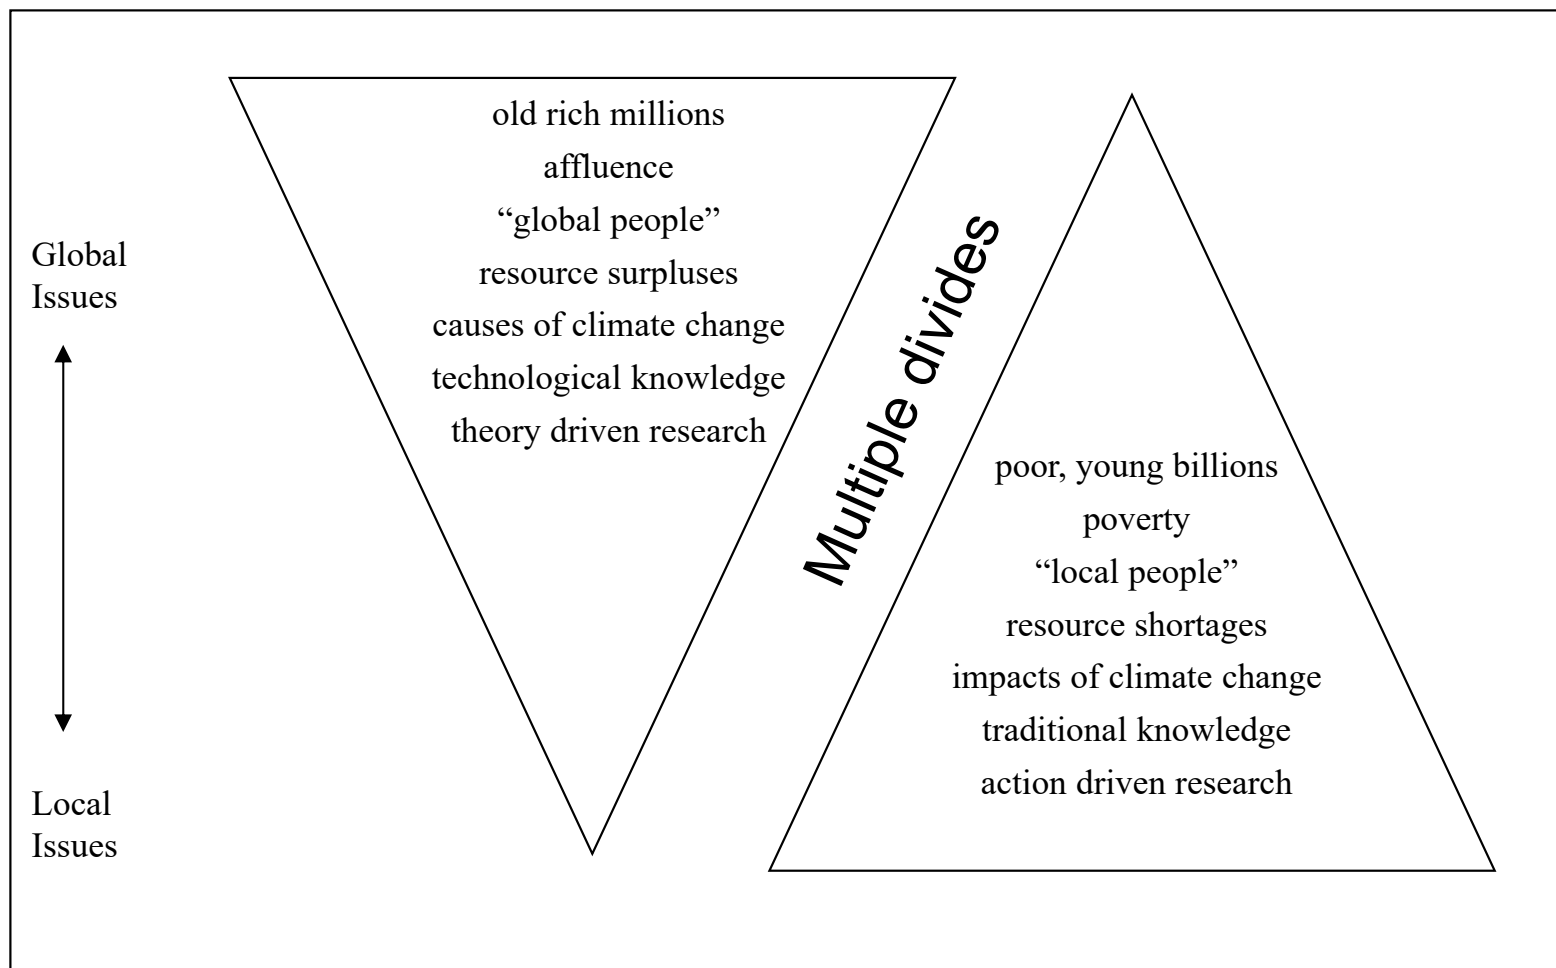 Global
Issues
Local
Issues
old rich millions
affluence
“global people”
resource surpluses
causes of climate change
technological knowledge
theory driven research
Multiple divides
poor, young billions
poverty
“local people”
resource shortages
impacts of climate change
traditional knowledge
action driven research